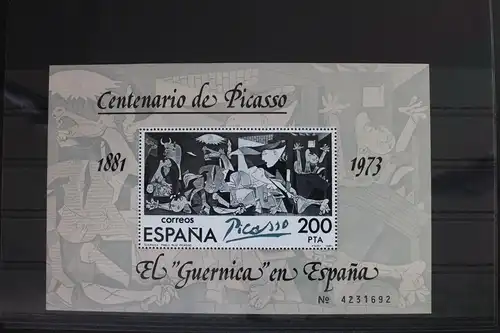 Centenario de Picasso
1881
1973
correos
ESPAÑA
Picasso
200
PTA
El "Guernica" en España
Nº 4231692